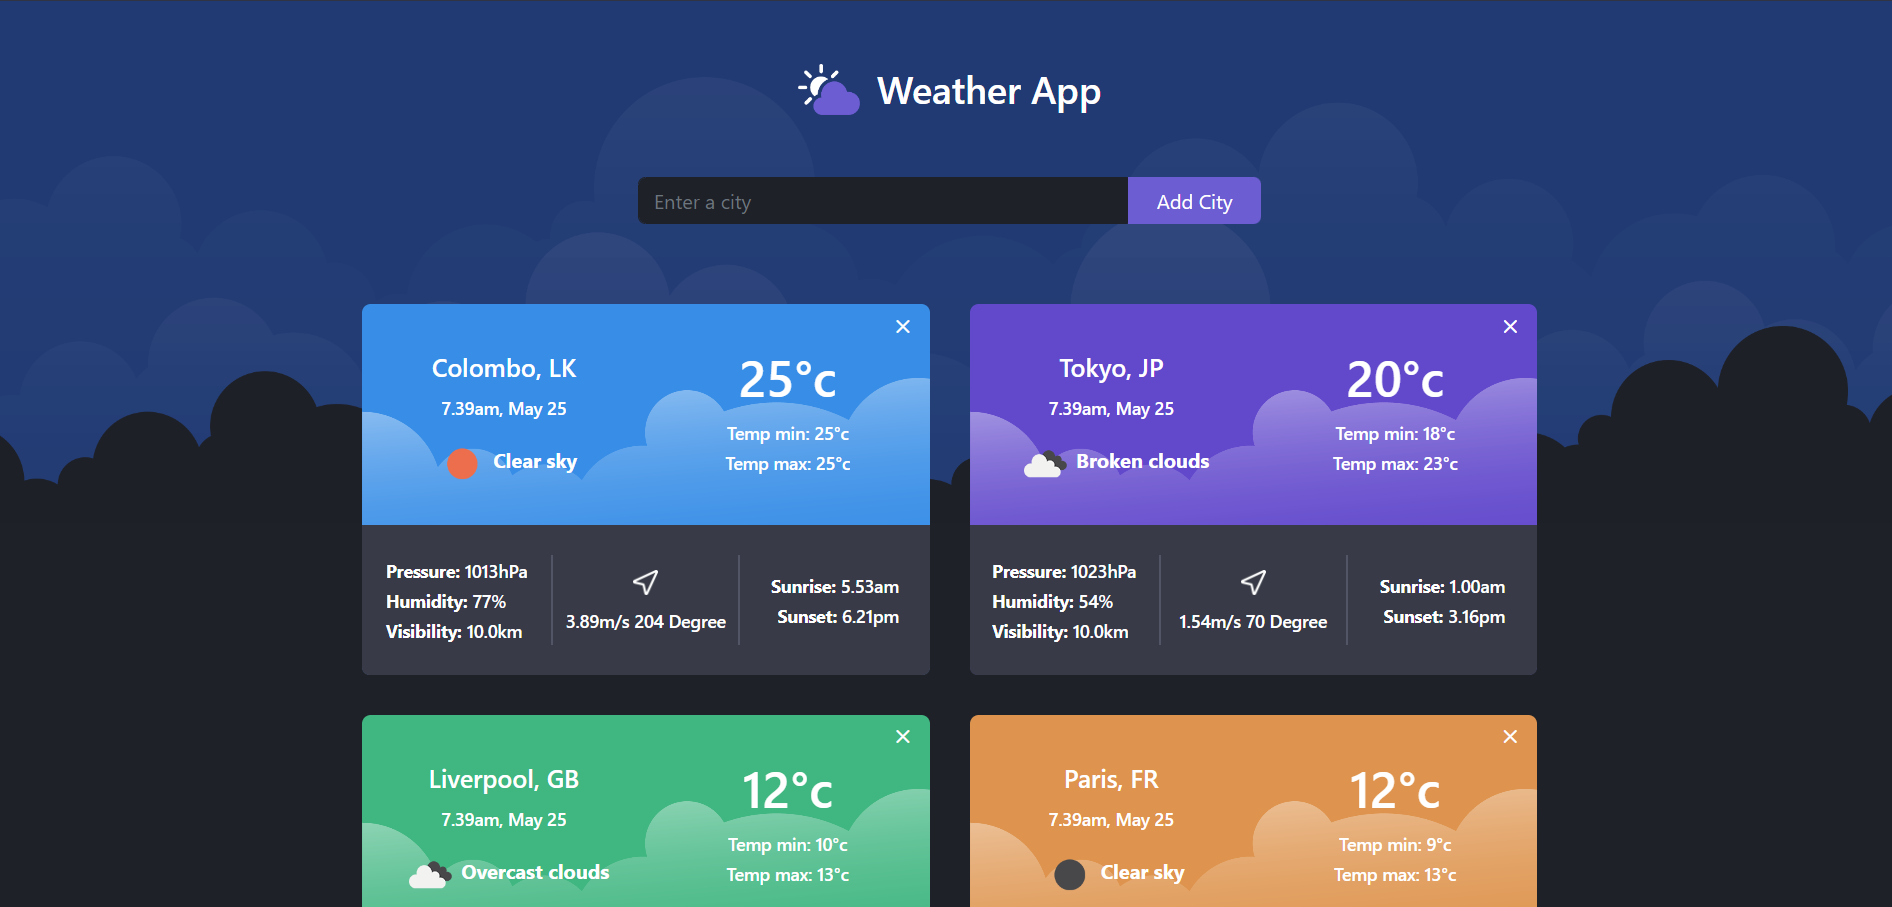 Weather App
Enter a city
Add City
Colombo, LK
7.39am, May 25
Clear sky
25°c
Temp min: 25°c
Temp max: 25°c
Pressure: 1013hPa
Humidity: 77%
Visibility: 10.0km
3.89m/s 204 Degree
Sunrise: 5.53am
Sunset: 6.21pm
Tokyo, JP
7.39am, May 25
Broken clouds
20°c
Temp min: 18°c
Temp max: 23°c
Pressure: 1023hPa
Humidity: 54%
Visibility: 10.0km
1.54m/s 70 Degree
Sunrise: 1.00am
Sunset: 3.16pm
Liverpool, GB
7.39am, May 25
Overcast clouds
12°c
Temp min: 10°c
Temp max: 13°c
Paris, FR
7.39am, May 25
Clear sky
12°c
Temp min: 9°c
Temp max: 13°c